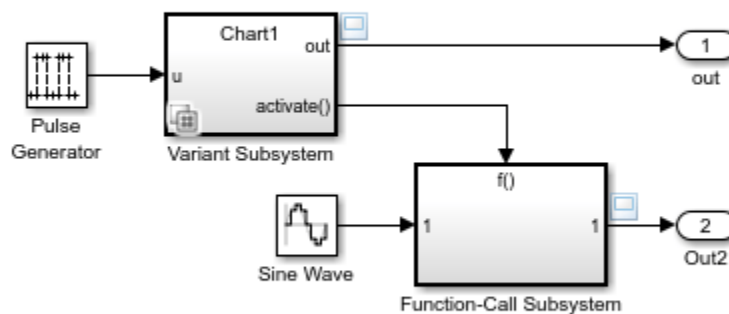 Chart1
out
u
activate()
Pulse
Generator
Variant Subsystem
1
out
f()
1
1
Sine Wave
Function-Call Subsystem
2
Out2